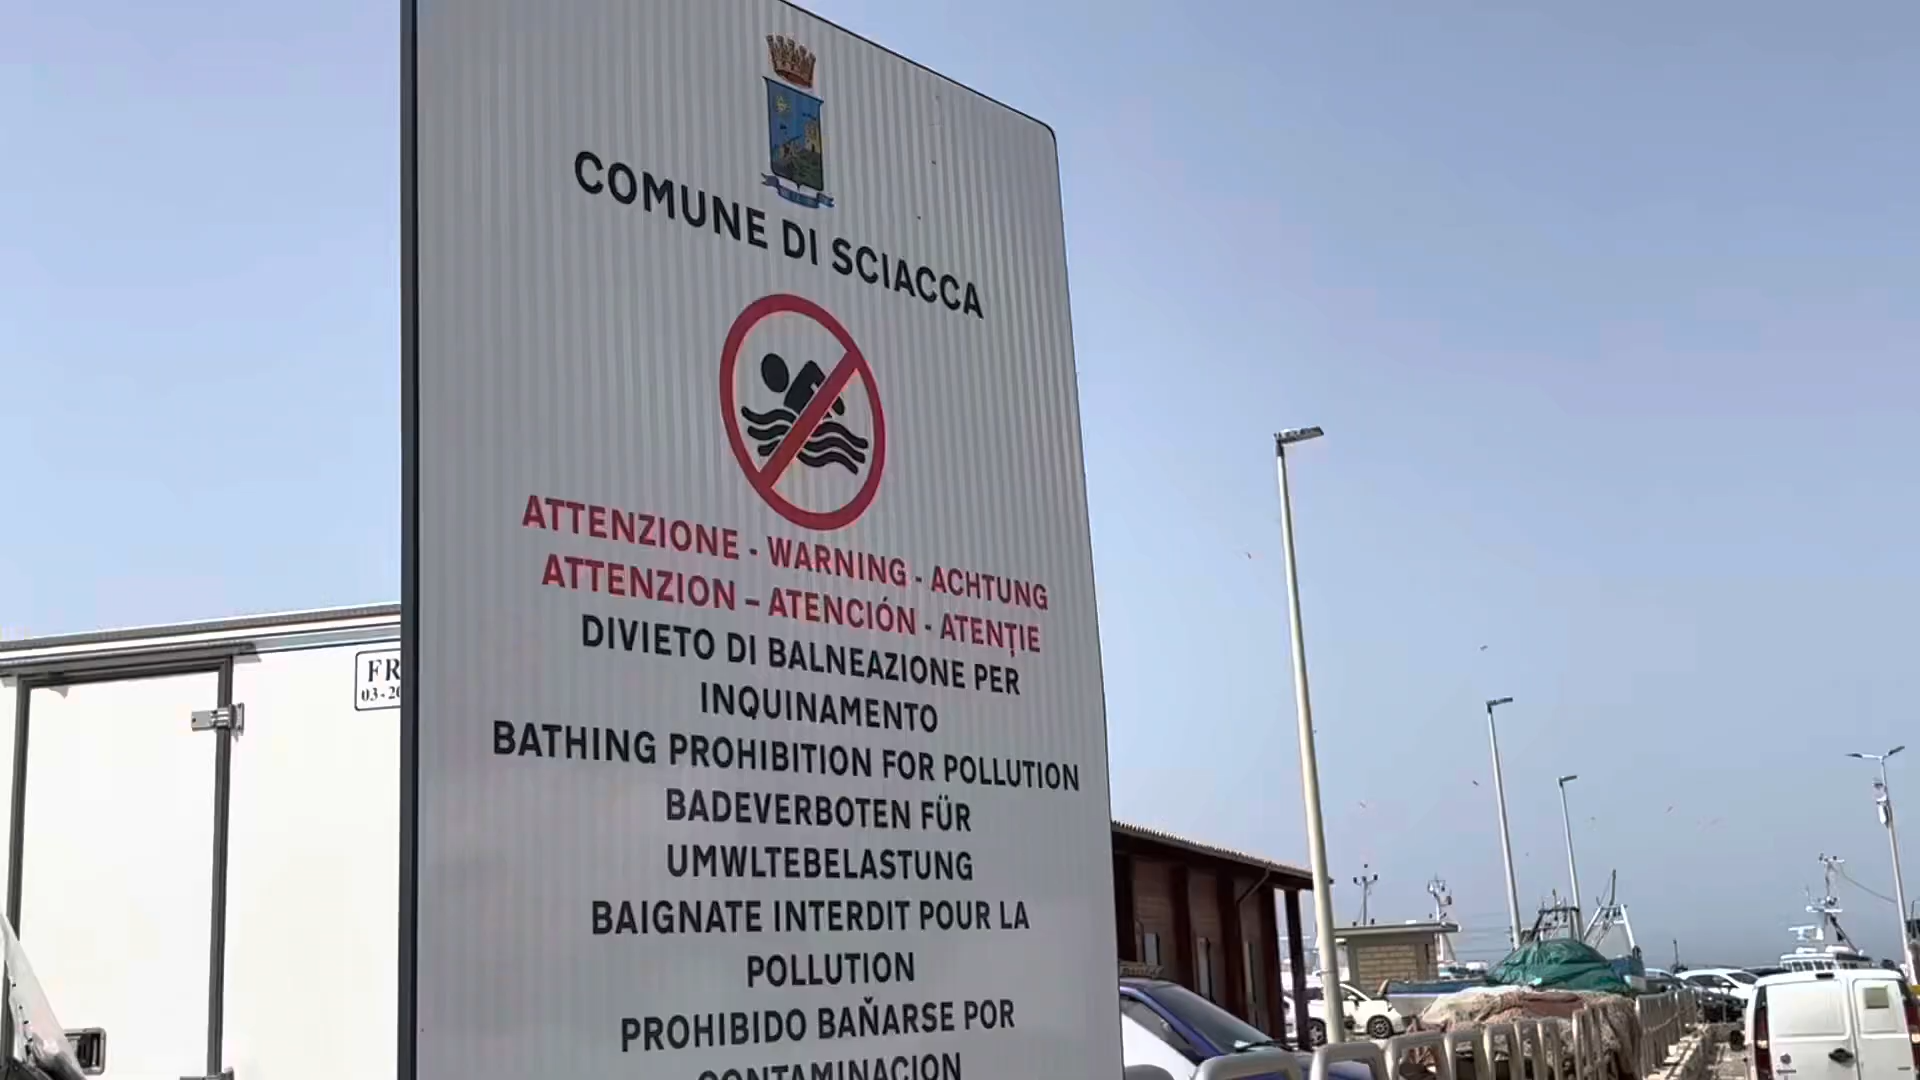 COMUNE DI SCIACCA
ATTENZIONE - WARNING - ACHTUNG
ATTENZION – ATENCIÓN - ATENȚIE
DIVIETO DI BALNEAZIONE PER
INQUINAMENTO
BATHING PROHIBITION FOR POLLUTION
BADEVERBOTEN FÜR
UMWLTEBELASTUNG
BAIGNATE INTERDIT POUR LA
POLLUTION
PROHIBIDO BAŇARSE POR
CONTAMINACION
FR
03-20